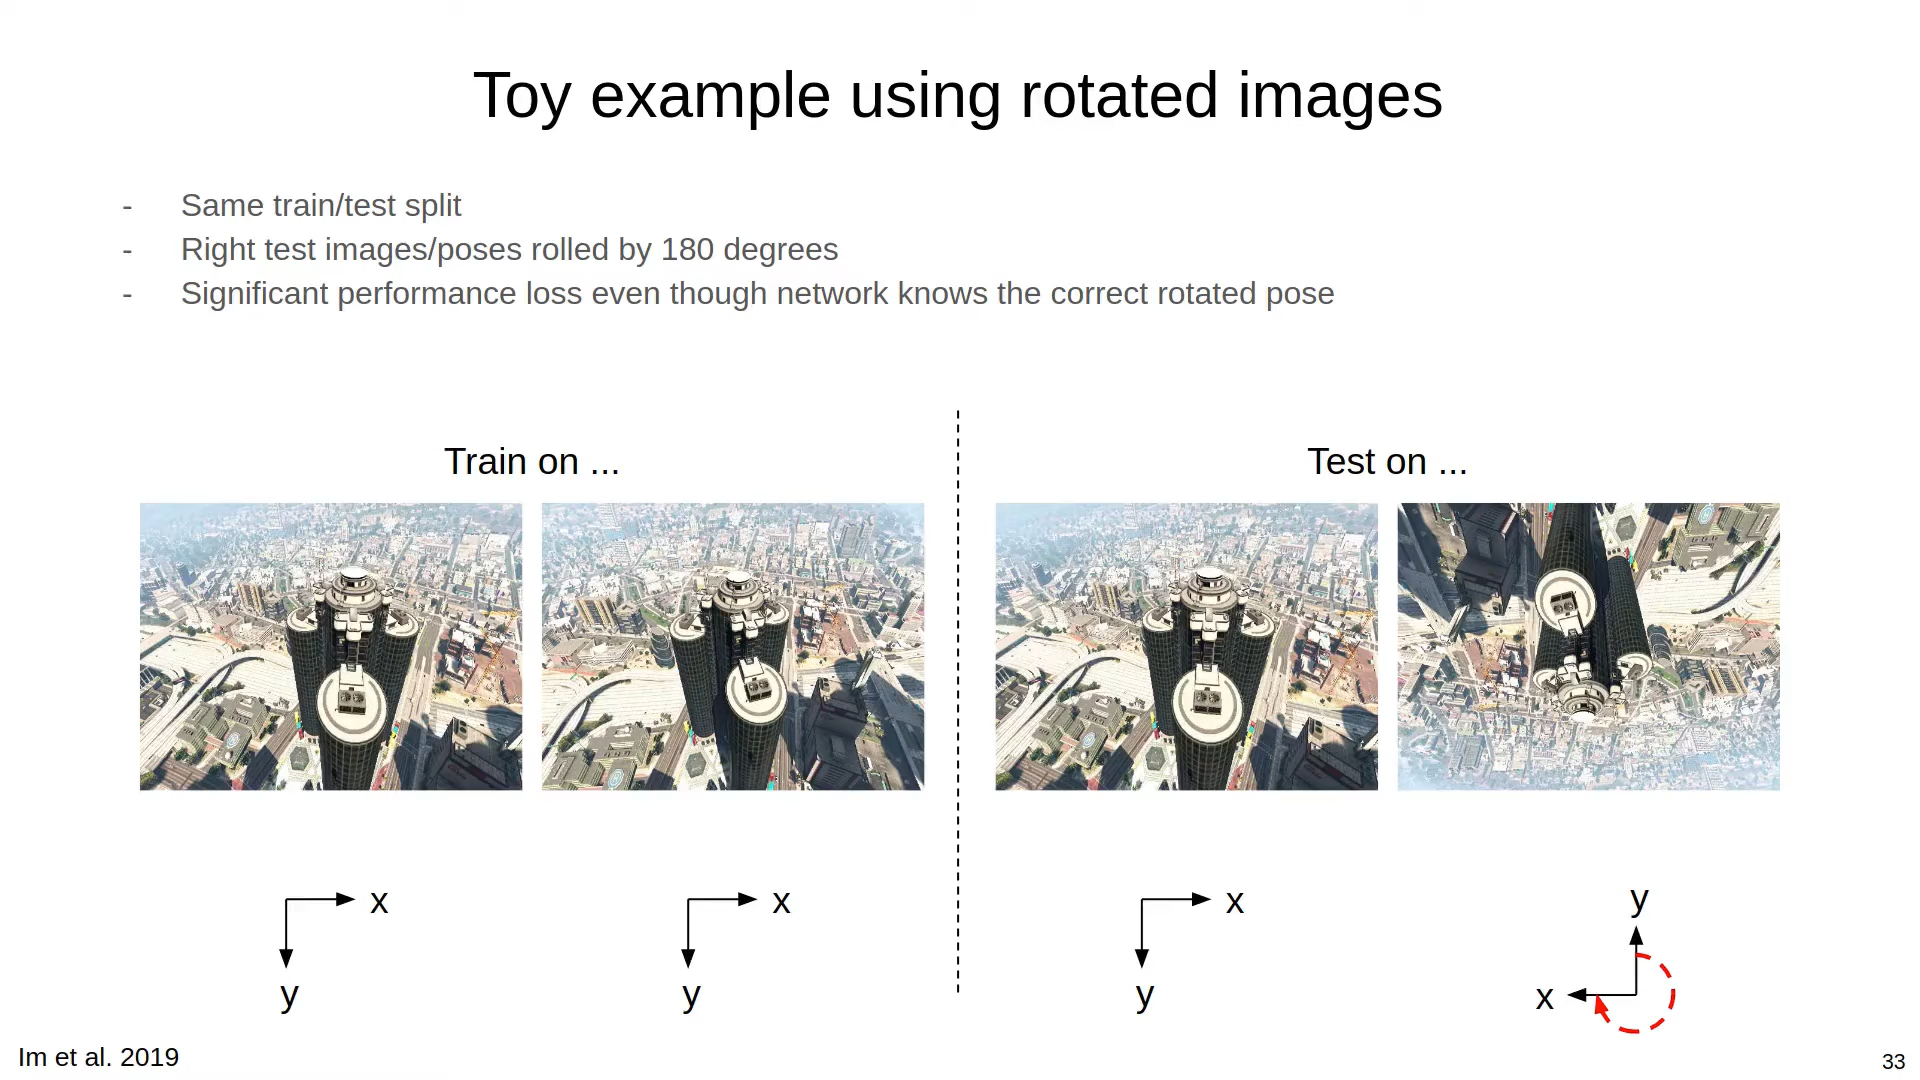 Toy example using rotated images
- Same train/test split
- Right test images/poses rolled by 180 degrees
- Significant performance loss even though network knows the correct rotated pose
Train on ...
Test on ...
x
y
x
y
x
y
y
x
Im et al. 2019
33